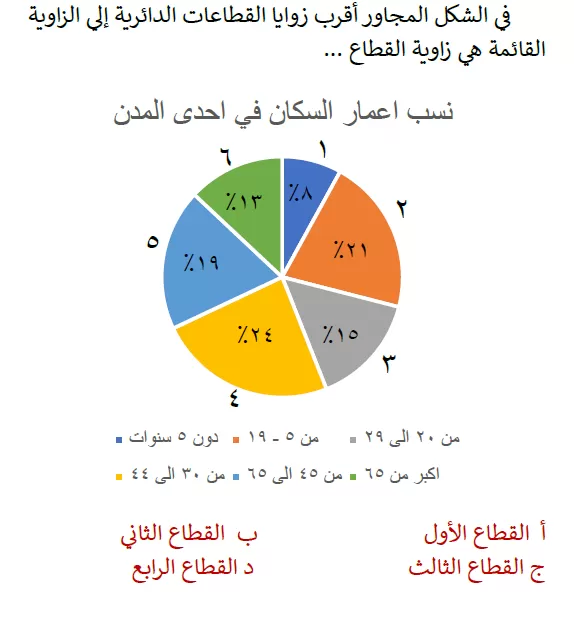 في الشكل المجاور أقرب زوايا القطاعات الدائرية إلي الزاوية
القائمة هي زاوية القطاع ...
نسب اعمار السكان في احدى المدن
١
٪٨
٢
٪٢١
٣
٪١٥
٤
٪٢٤
٥
٪١٩
٦
٪١٣
دون ٥ سنوات من ٥ - ١٩ من ٢٠ الى ٢٩
من ٣٠ الى ٤٤ من ٤٥ الى ٦٥ اكبر من ٦٥
أ القطاع الأول ب القطاع الثاني
ج القطاع الثالث د القطاع الرابع